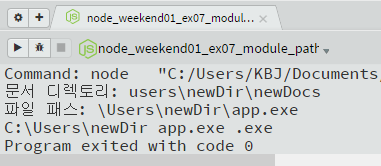 node_weekend01_ex07_modul...
node_weekend01_ex07_module_path
Command: node "C:/Users/KBJ/Documents/
문서 디렉토리: users\newDir\newDocs
파일 패스: \Users\newDir\app.exe
C:\Users\newDir app.exe .exe
Program exited with code 0